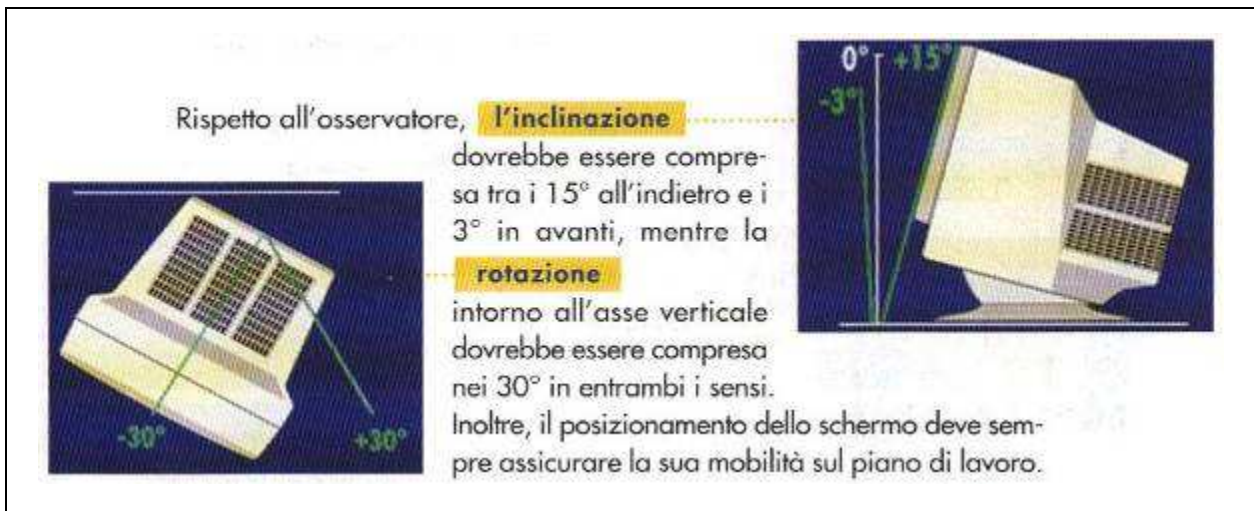 Rispetto all'osservatore, l'inclinazione
dovrebbe essere compre-
sa tra i 15° all'indietro e i
3° in avanti, mentre la
rotazione
intorno all'asse verticale
dovrebbe essere compresa
nei 30° in entrambi i sensi.
Inoltre, il posizionamento dello schermo deve sem-
pre assicurare la sua mobilità sul piano di lavoro.
0° +15°
-3°
-30° +30°